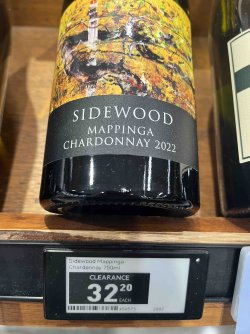 SIDEWOOD
MAPPINGA
CHARDONNAY 2022
Sidewood Mappinga
Chardonnay 750ml
CLEARANCE
32.20
EACH